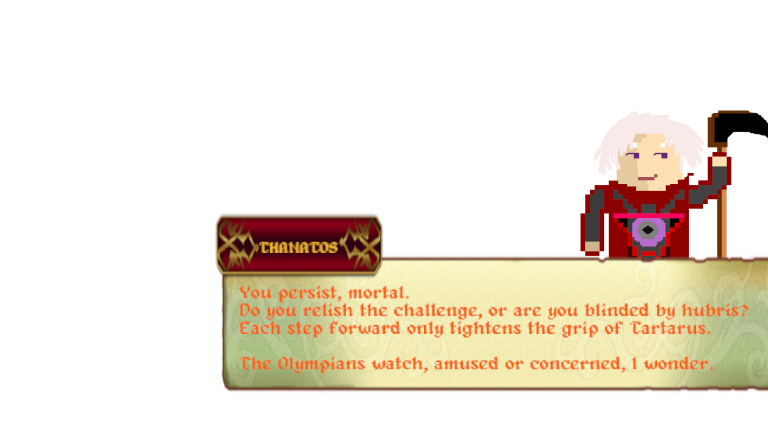 THANATOS
You persist, mortal.
Do you relish the challenge, or are you blinded by hubris?
Each step forward only tightens the grip of Tartarus.
The Olympians watch, amused or concerned, I wonder.